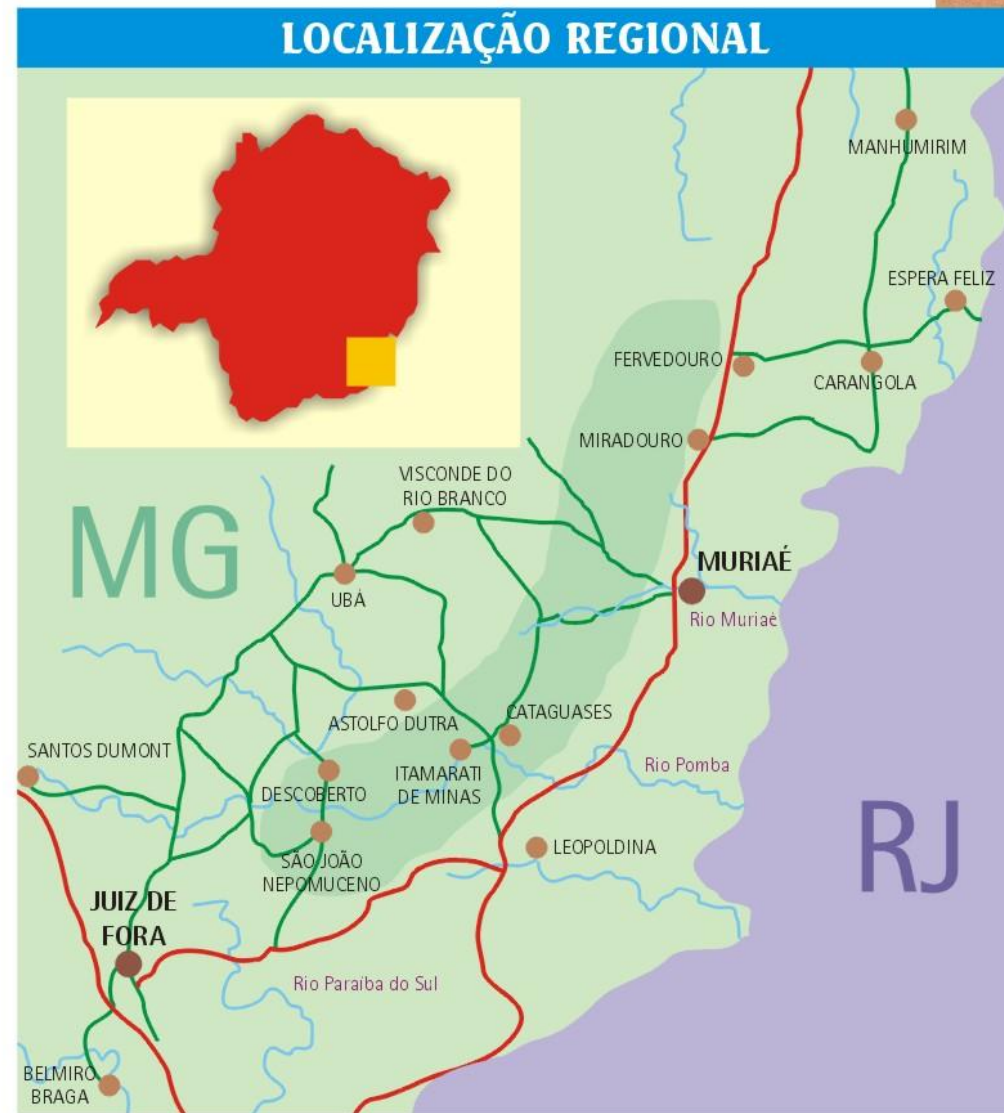 LOCALIZAÇÃO REGIONAL
MANHUMIRIM
ESPERA FELIZ
FERVEDOURO
CARANGOLA
MIRADOURO
VISCONDE DO
RIO BRANCO
MG
MURIAÉ
UBÁ
Rio Muriaé
ASTOLFO DUTRA
CATAGUASES
SANTOS DUMONT
ITAMARATI
DE MINAS
Rio Pomba
DESCOBERTO
RJ
LEOPOLDINA
SÃO JOÃO
NEPOMUCENO
JUIZ DE
FORA
Rio Paraíba do Sul
BELMIRO
BRAGA